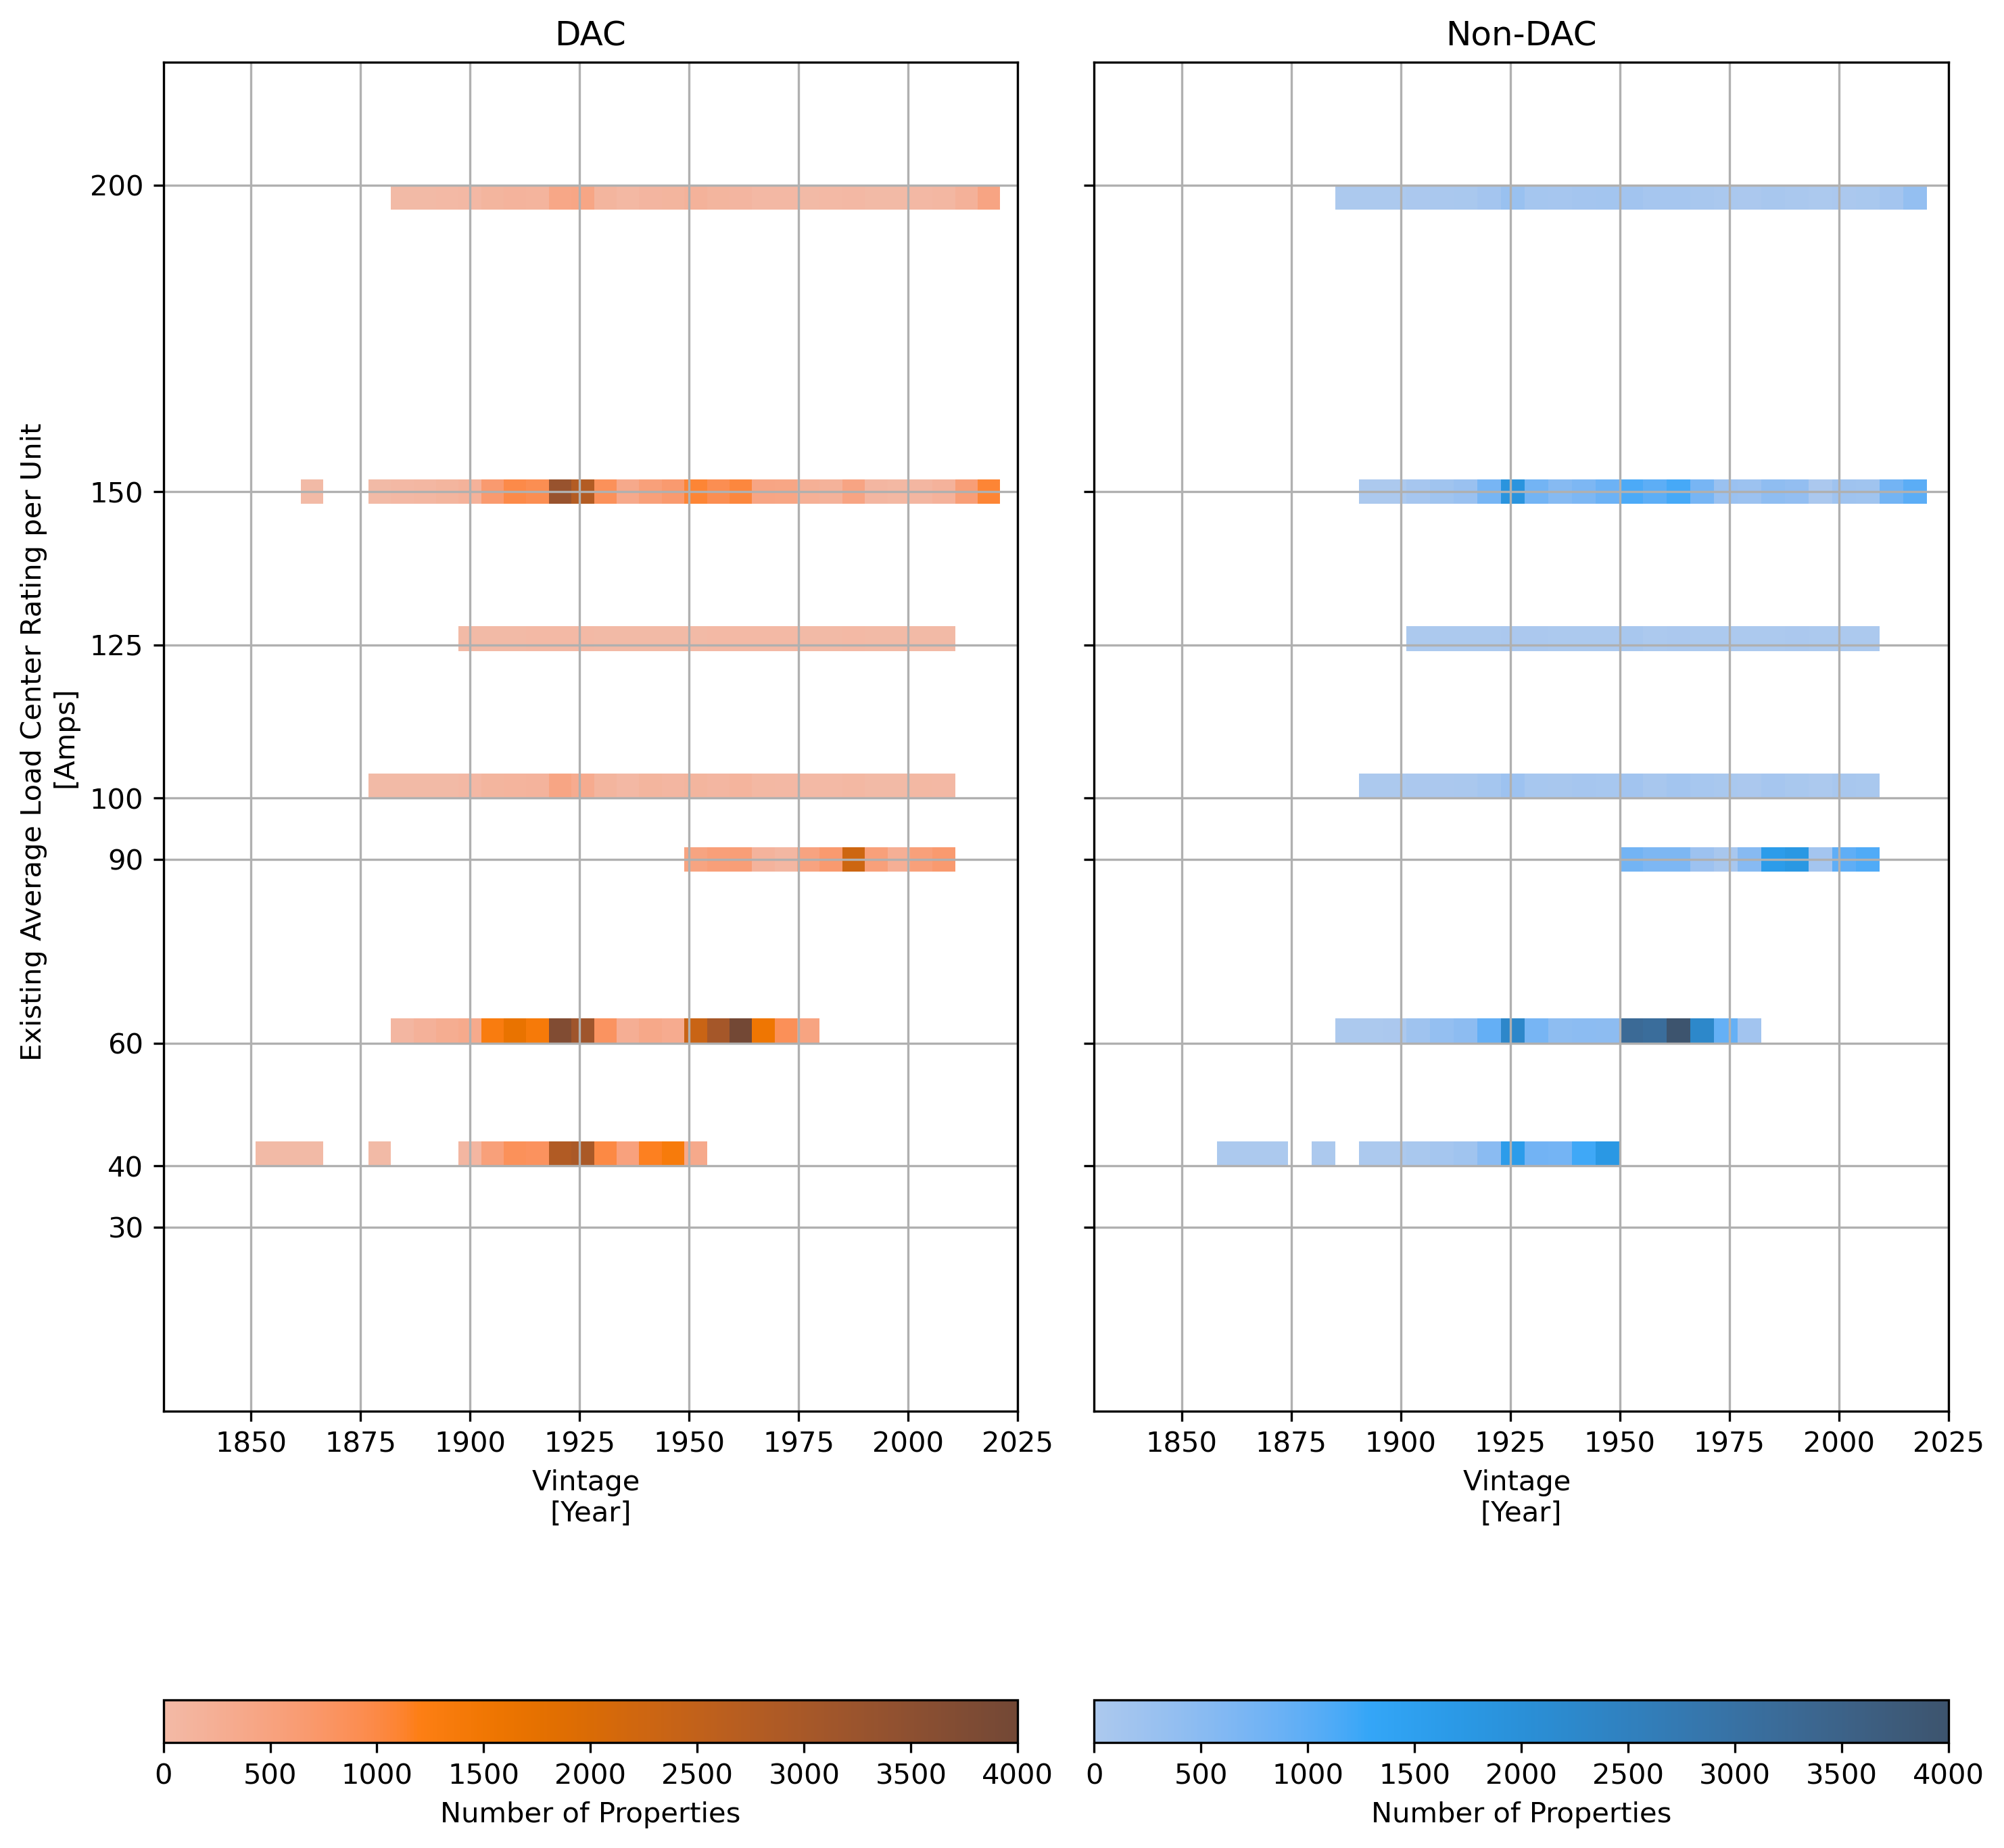 DAC
Non-DAC
Existing Average Load Center Rating per Unit
[Amps]
200
150
125
100
90
60
40
30
1850 1875 1900 1925 1950 1975 2000 2025
Vintage
[Year]
1850 1875 1900 1925 1950 1975 2000 2025
Vintage
[Year]
0 500 1000 1500 2000 2500 3000 3500 4000
Number of Properties
0 500 1000 1500 2000 2500 3000 3500 4000
Number of Properties